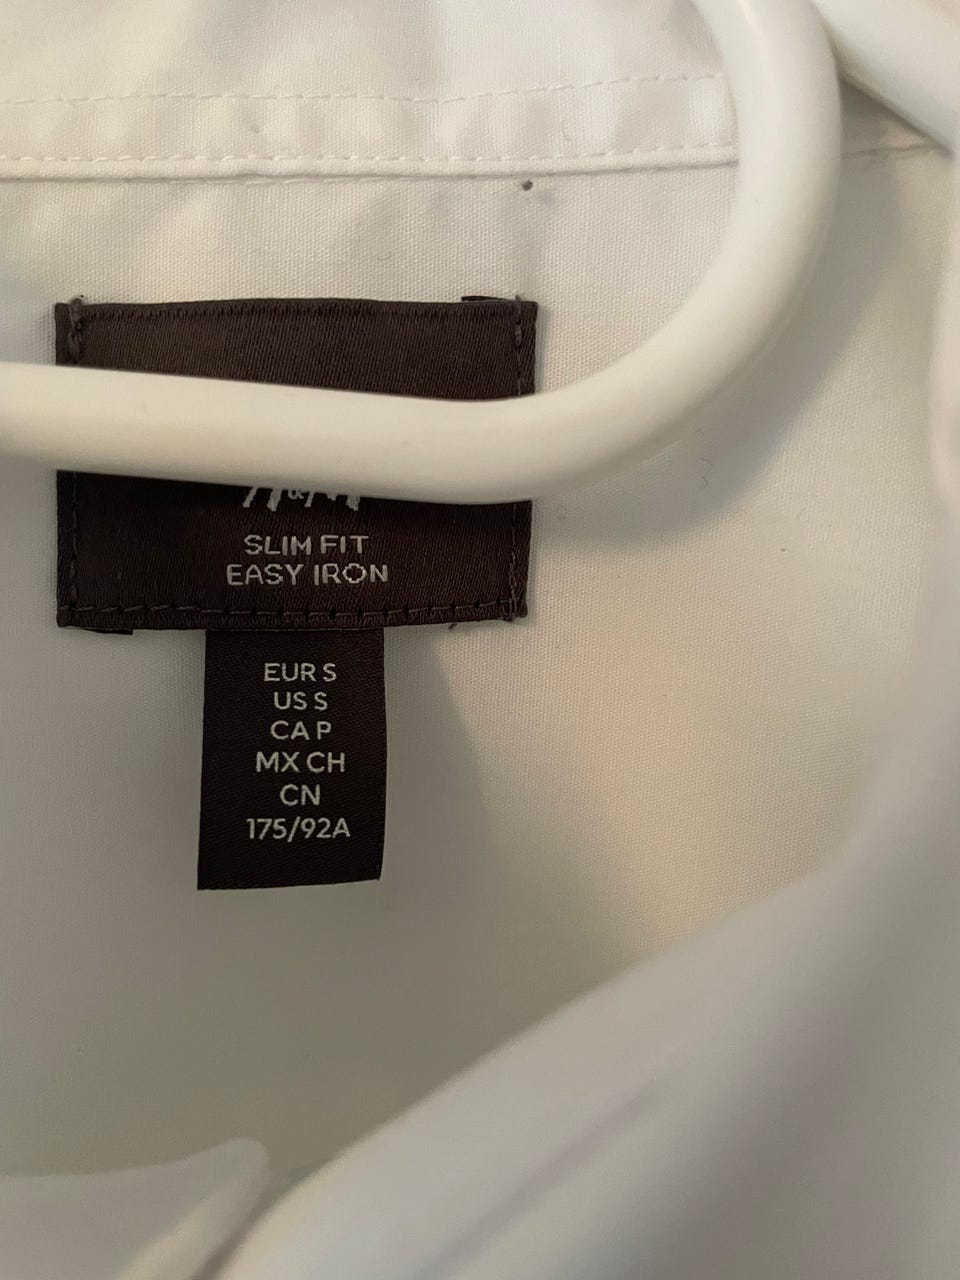 SLIM FIT
EASY IRON
EUR S
US S
CA P
MX CH
CN
175/92A